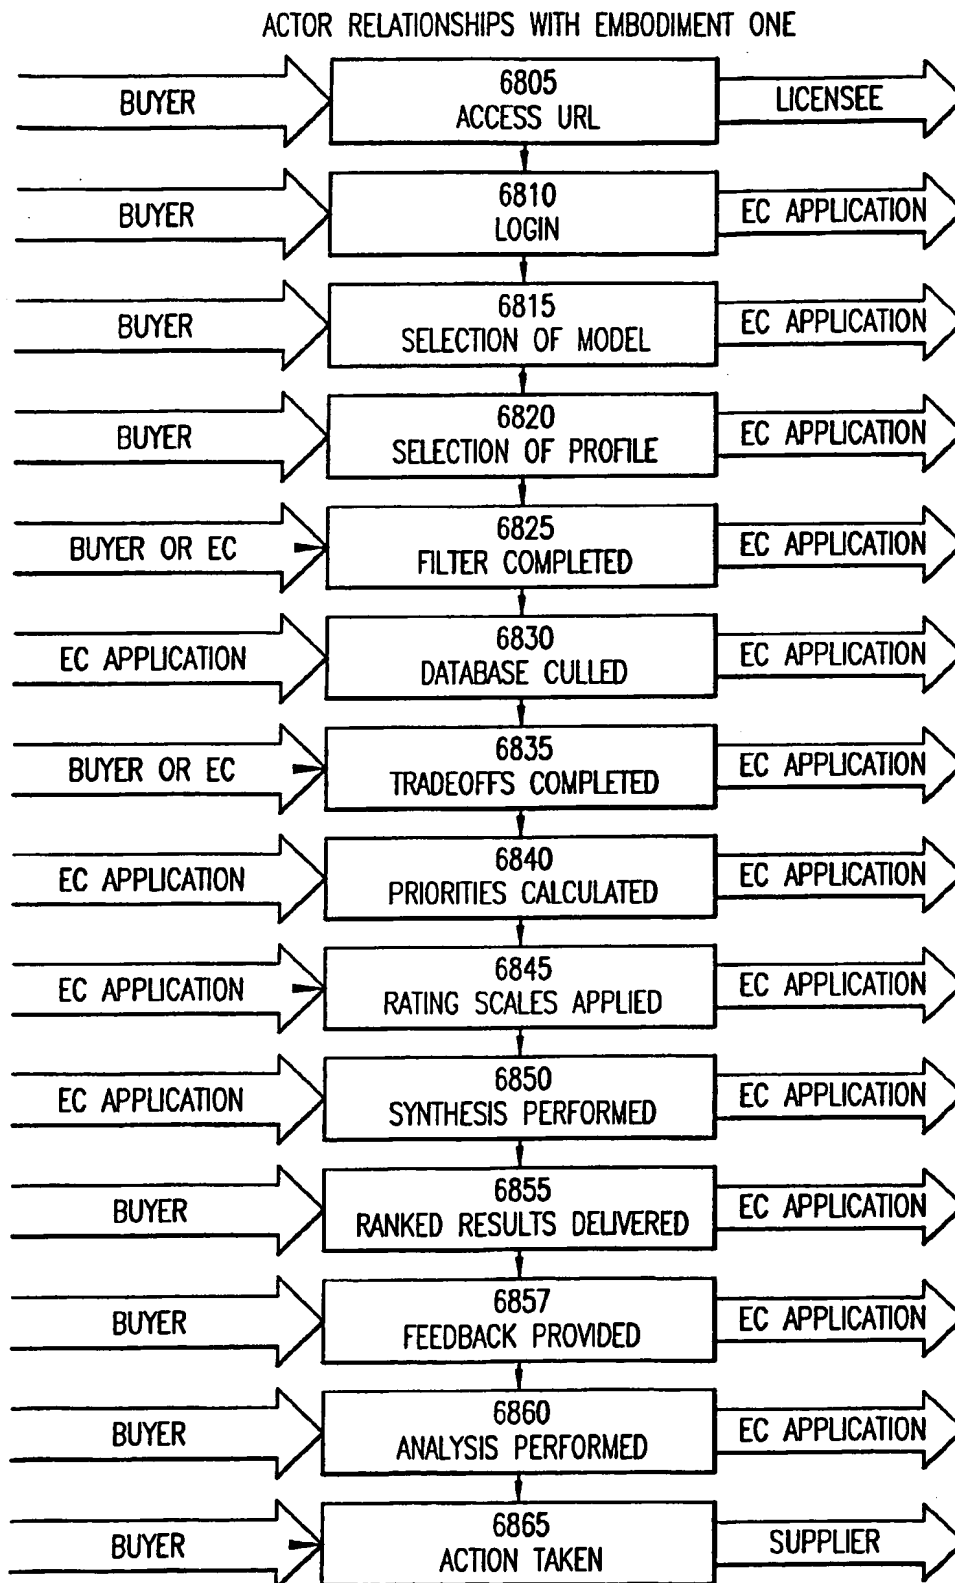 ACTOR RELATIONSHIPS WITH EMBODIMENT ONE
BUYER
6805
ACCESS URL
LICENSEE
BUYER
6810
LOGIN
EC APPLICATION
BUYER
6815
SELECTION OF MODEL
EC APPLICATION
BUYER
6820
SELECTION OF PROFILE
EC APPLICATION
BUYER OR EC
6825
FILTER COMPLETED
EC APPLICATION
EC APPLICATION
6830
DATABASE CULLED
EC APPLICATION
BUYER OR EC
6835
TRADEOFFS COMPLETED
EC APPLICATION
EC APPLICATION
6840
PRIORITIES CALCULATED
EC APPLICATION
EC APPLICATION
6845
RATING SCALES APPLIED
EC APPLICATION
EC APPLICATION
6850
SYNTHESIS PERFORMED
EC APPLICATION
BUYER
6855
RANKED RESULTS DELIVERED
EC APPLICATION
BUYER
6857
FEEDBACK PROVIDED
EC APPLICATION
BUYER
6860
ANALYSIS PERFORMED
EC APPLICATION
BUYER
6865
ACTION TAKEN
SUPPLIER